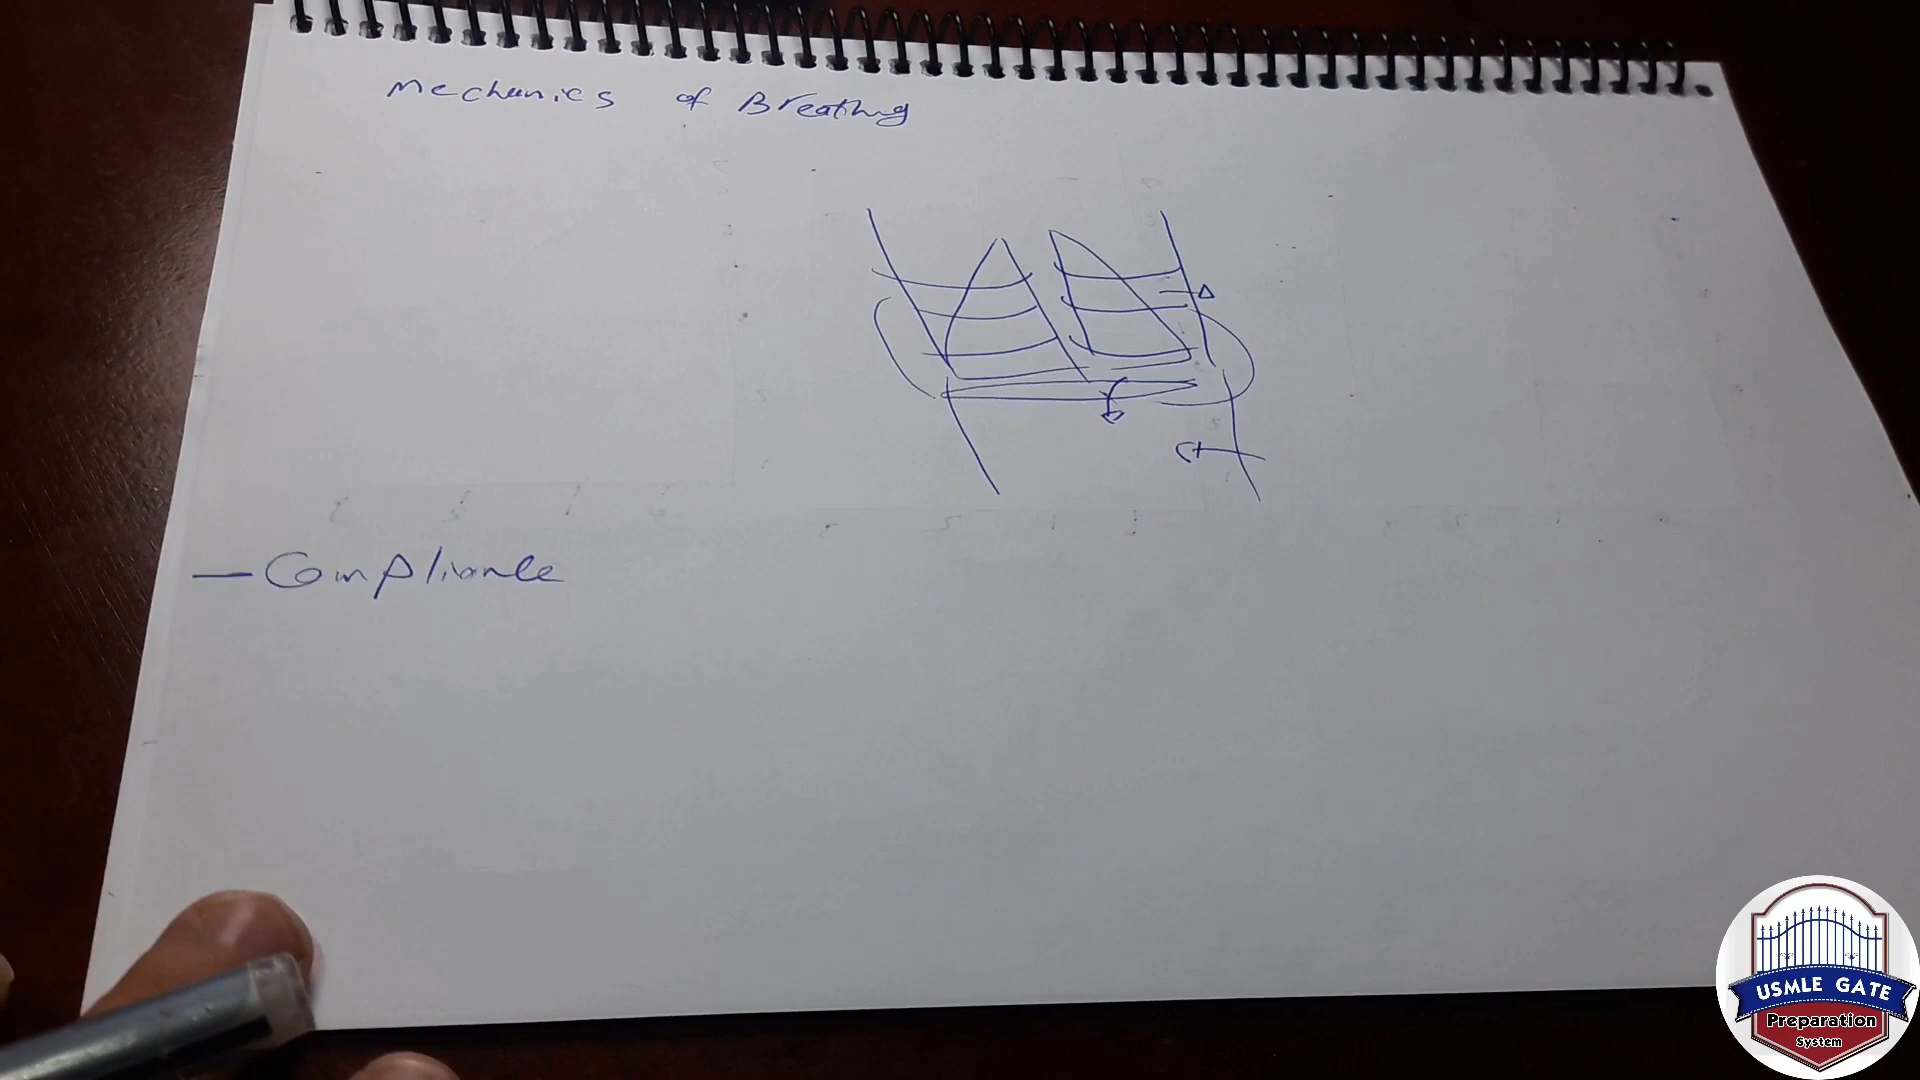 Mechanics of Breathing
— Compliance
USMLE GATE
Preparation
System